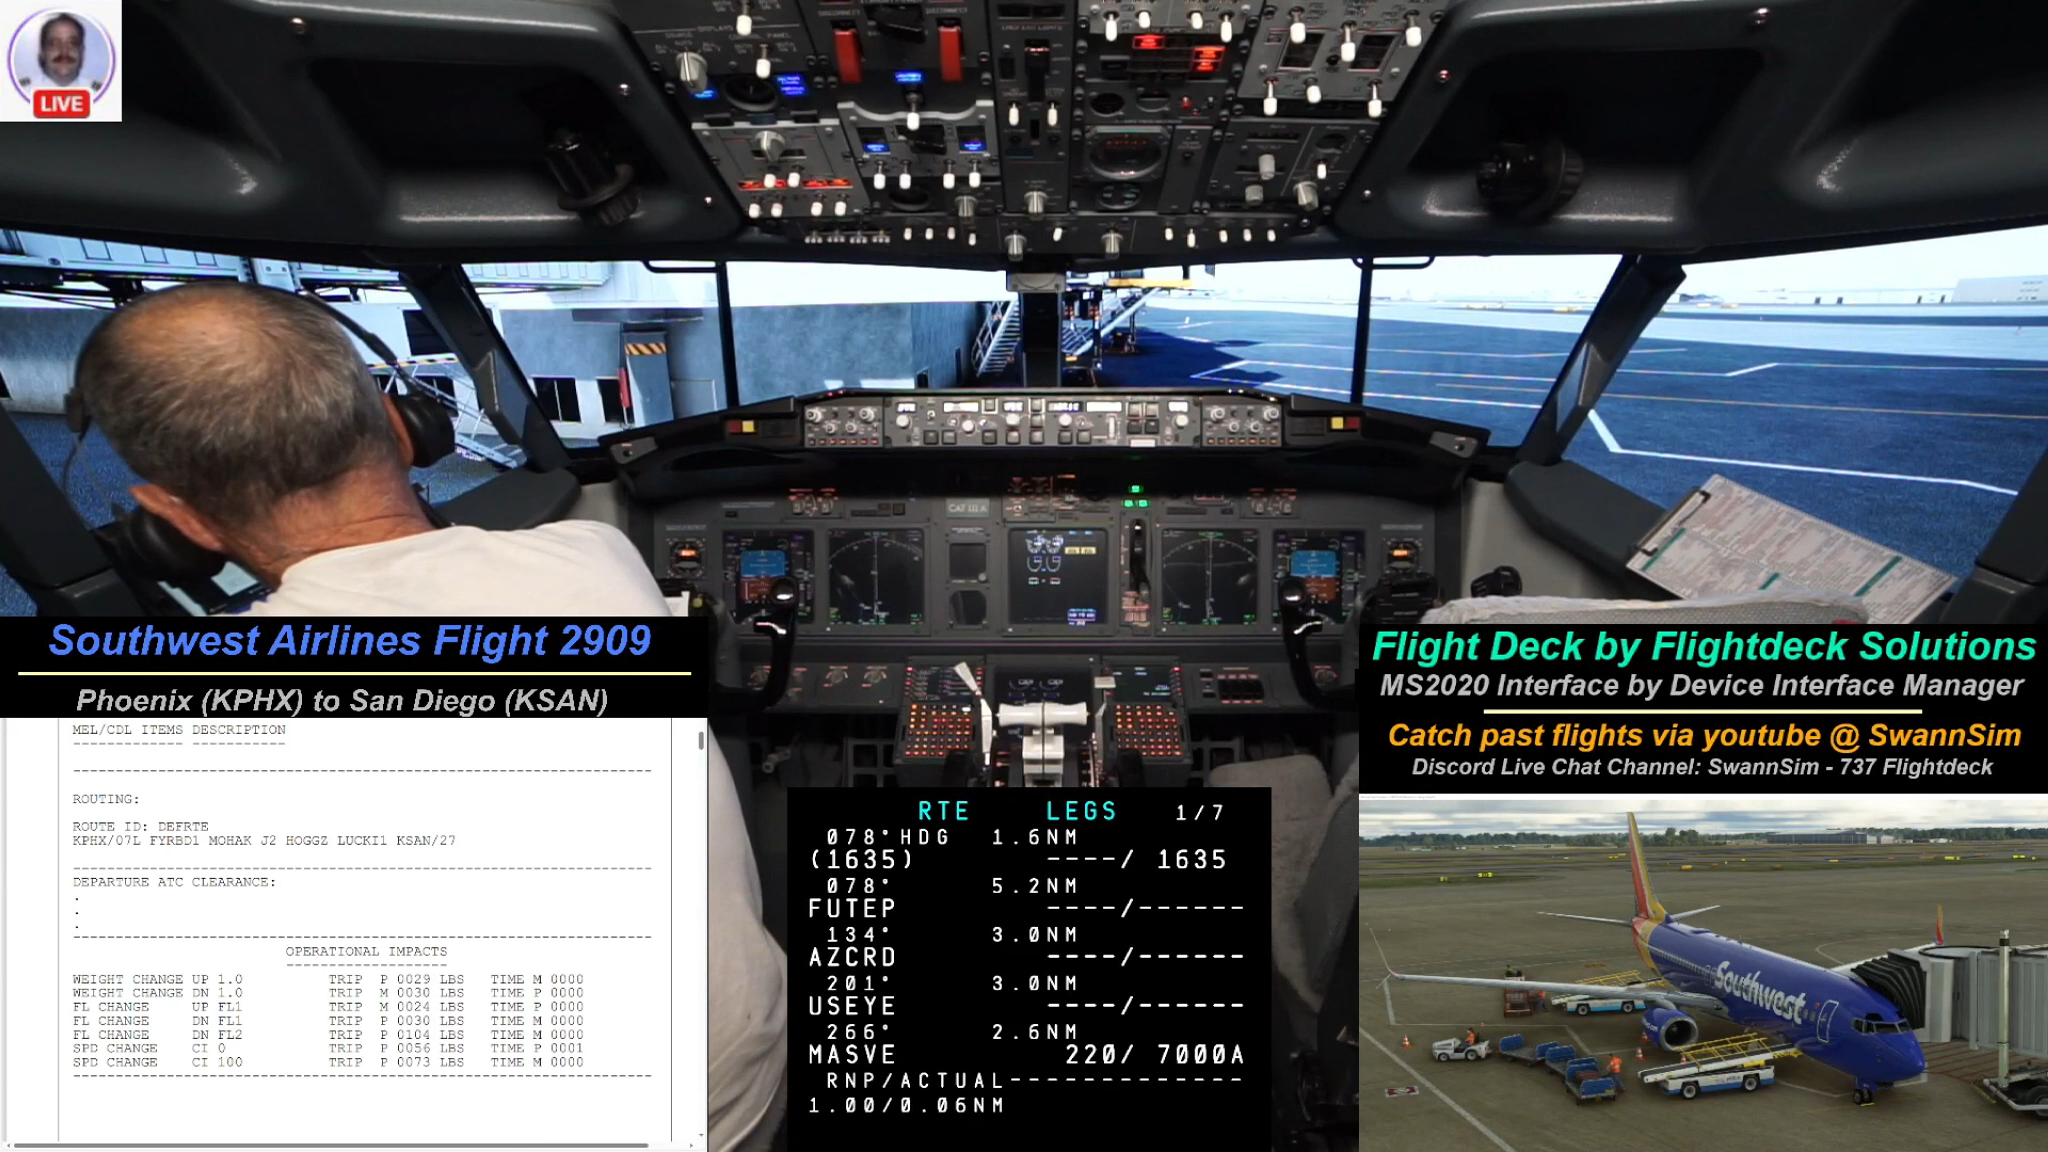 LIVE
CAT III A
Southwest Airlines Flight 2909
Phoenix (KPHX) to San Diego (KSAN)
MEL/CDL ITEMS DESCRIPTION
------------- -----------
--------------------------------------------------------------------
ROUTING:
ROUTE ID: DEFRTE
KPHX/07L FYRBD1 MOHAK J2 HOGGZ LUCKI1 KSAN/27
--------------------------------------------------------------------
DEPARTURE ATC CLEARANCE:
.
.
.
--------------------------------------------------------------------
OPERATIONAL IMPACTS
-------------------
WEIGHT CHANGE UP 1.0 TRIP P 0029 LBS TIME M 0000
WEIGHT CHANGE DN 1.0 TRIP M 0030 LBS TIME P 0000
FL CHANGE UP FL1 TRIP M 0024 LBS TIME M 0000
FL CHANGE DN FL1 TRIP P 0030 LBS TIME M 0000
FL CHANGE DN FL2 TRIP P 0104 LBS TIME M 0000
SPD CHANGE CI 0 TRIP P 0056 LBS TIME P 0001
SPD CHANGE CI 100 TRIP P 0073 LBS TIME M 0000
--------------------------------------------------------------------
RTE LEGS 1/7
078°HDG 1.6NM
(1635) ----/ 1635
078° 5.2NM
FUTEP ----/------
134° 3.0NM
AZCRD ----/------
201° 3.0NM
USEYE ----/------
266° 2.6NM
MASVE 220/ 7000A
RNP/ACTUAL-------------
1.00/0.06NM
Flight Deck by Flightdeck Solutions
MS2020 Interface by Device Interface Manager
Catch past flights via youtube @ SwannSim
Discord Live Chat Channel: SwannSim - 737 Flightdeck
Southwest